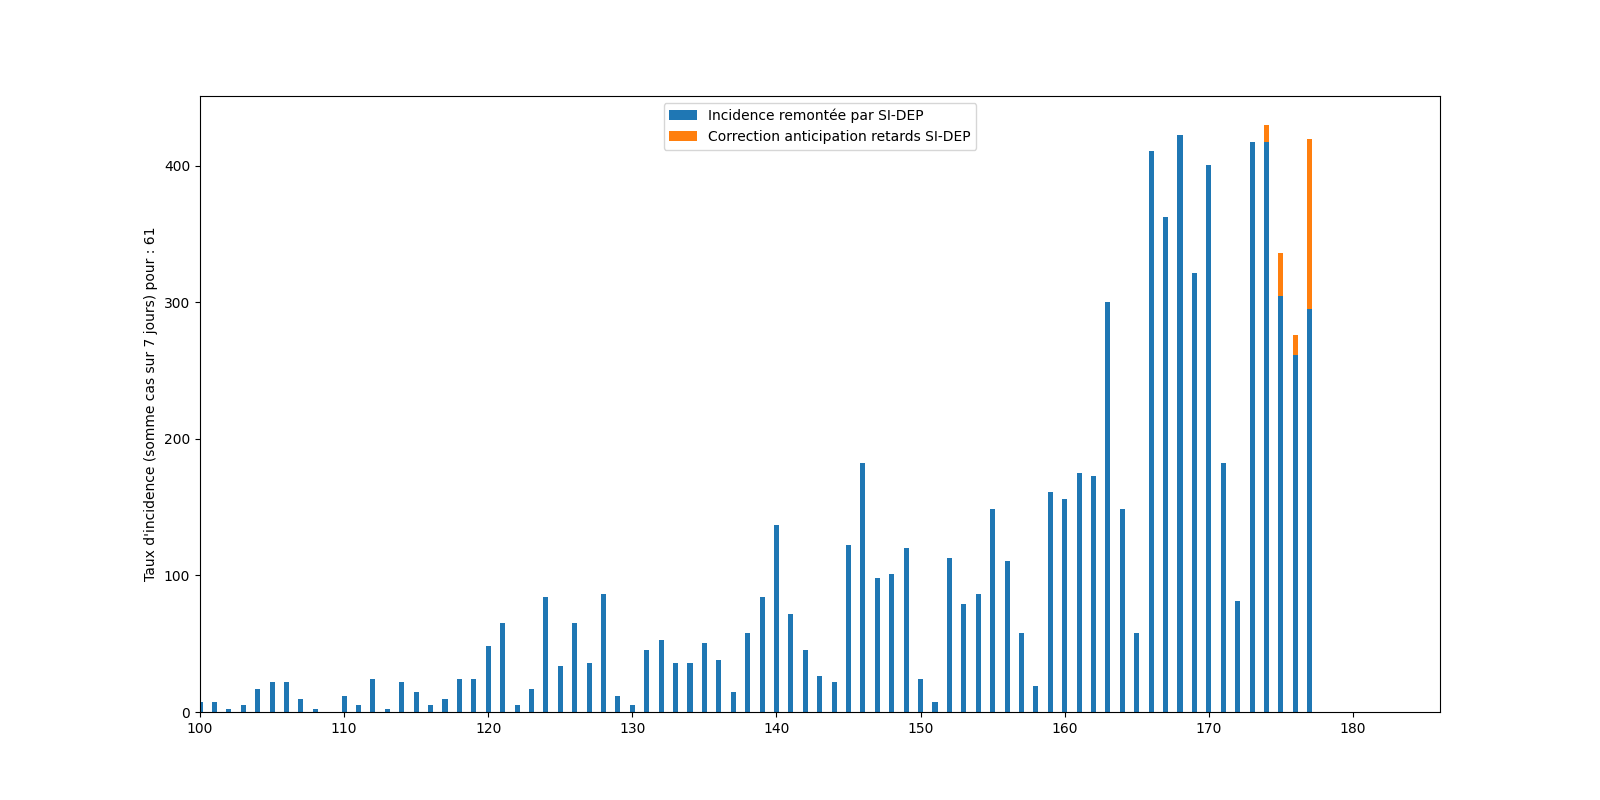 Incidence remontée par SI-DEP
Correction anticipation retards SI-DEP
Taux d'incidence (somme cas sur 7 jours) pour : 61
400
300
200
100
0
100 110 120 130 140 150 160 170 180